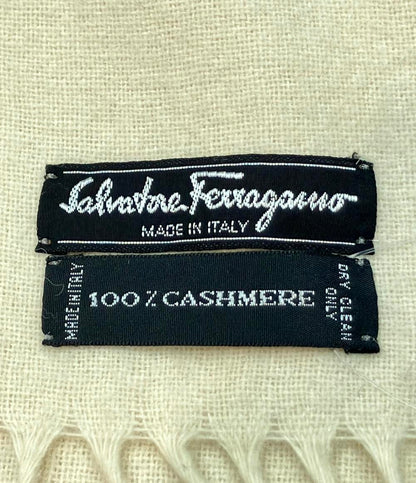 Salvatore Ferragamo
MADE IN ITALY
MADE IN ITALY
100% CASHMERE
DRY CLEAN
ONLY